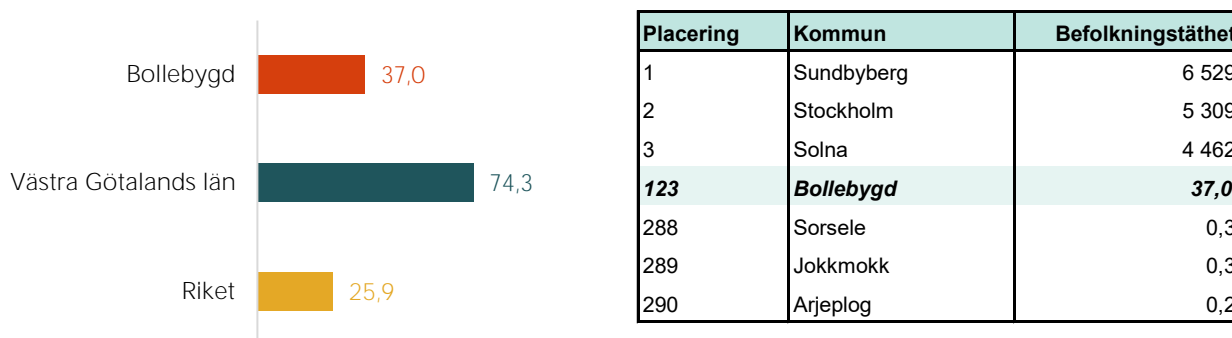 Bollebygd 37,0
Västra Götalands län 74,3
Riket 25,9
Placering Kommun Befolkningstäthet
1 Sundbyberg 6 529
2 Stockholm 5 309
3 Solna 4 462
123 Bollebygd 37,0
288 Sorsele 0,3
289 Jokkmokk 0,3
290 Arjeplog 0,2